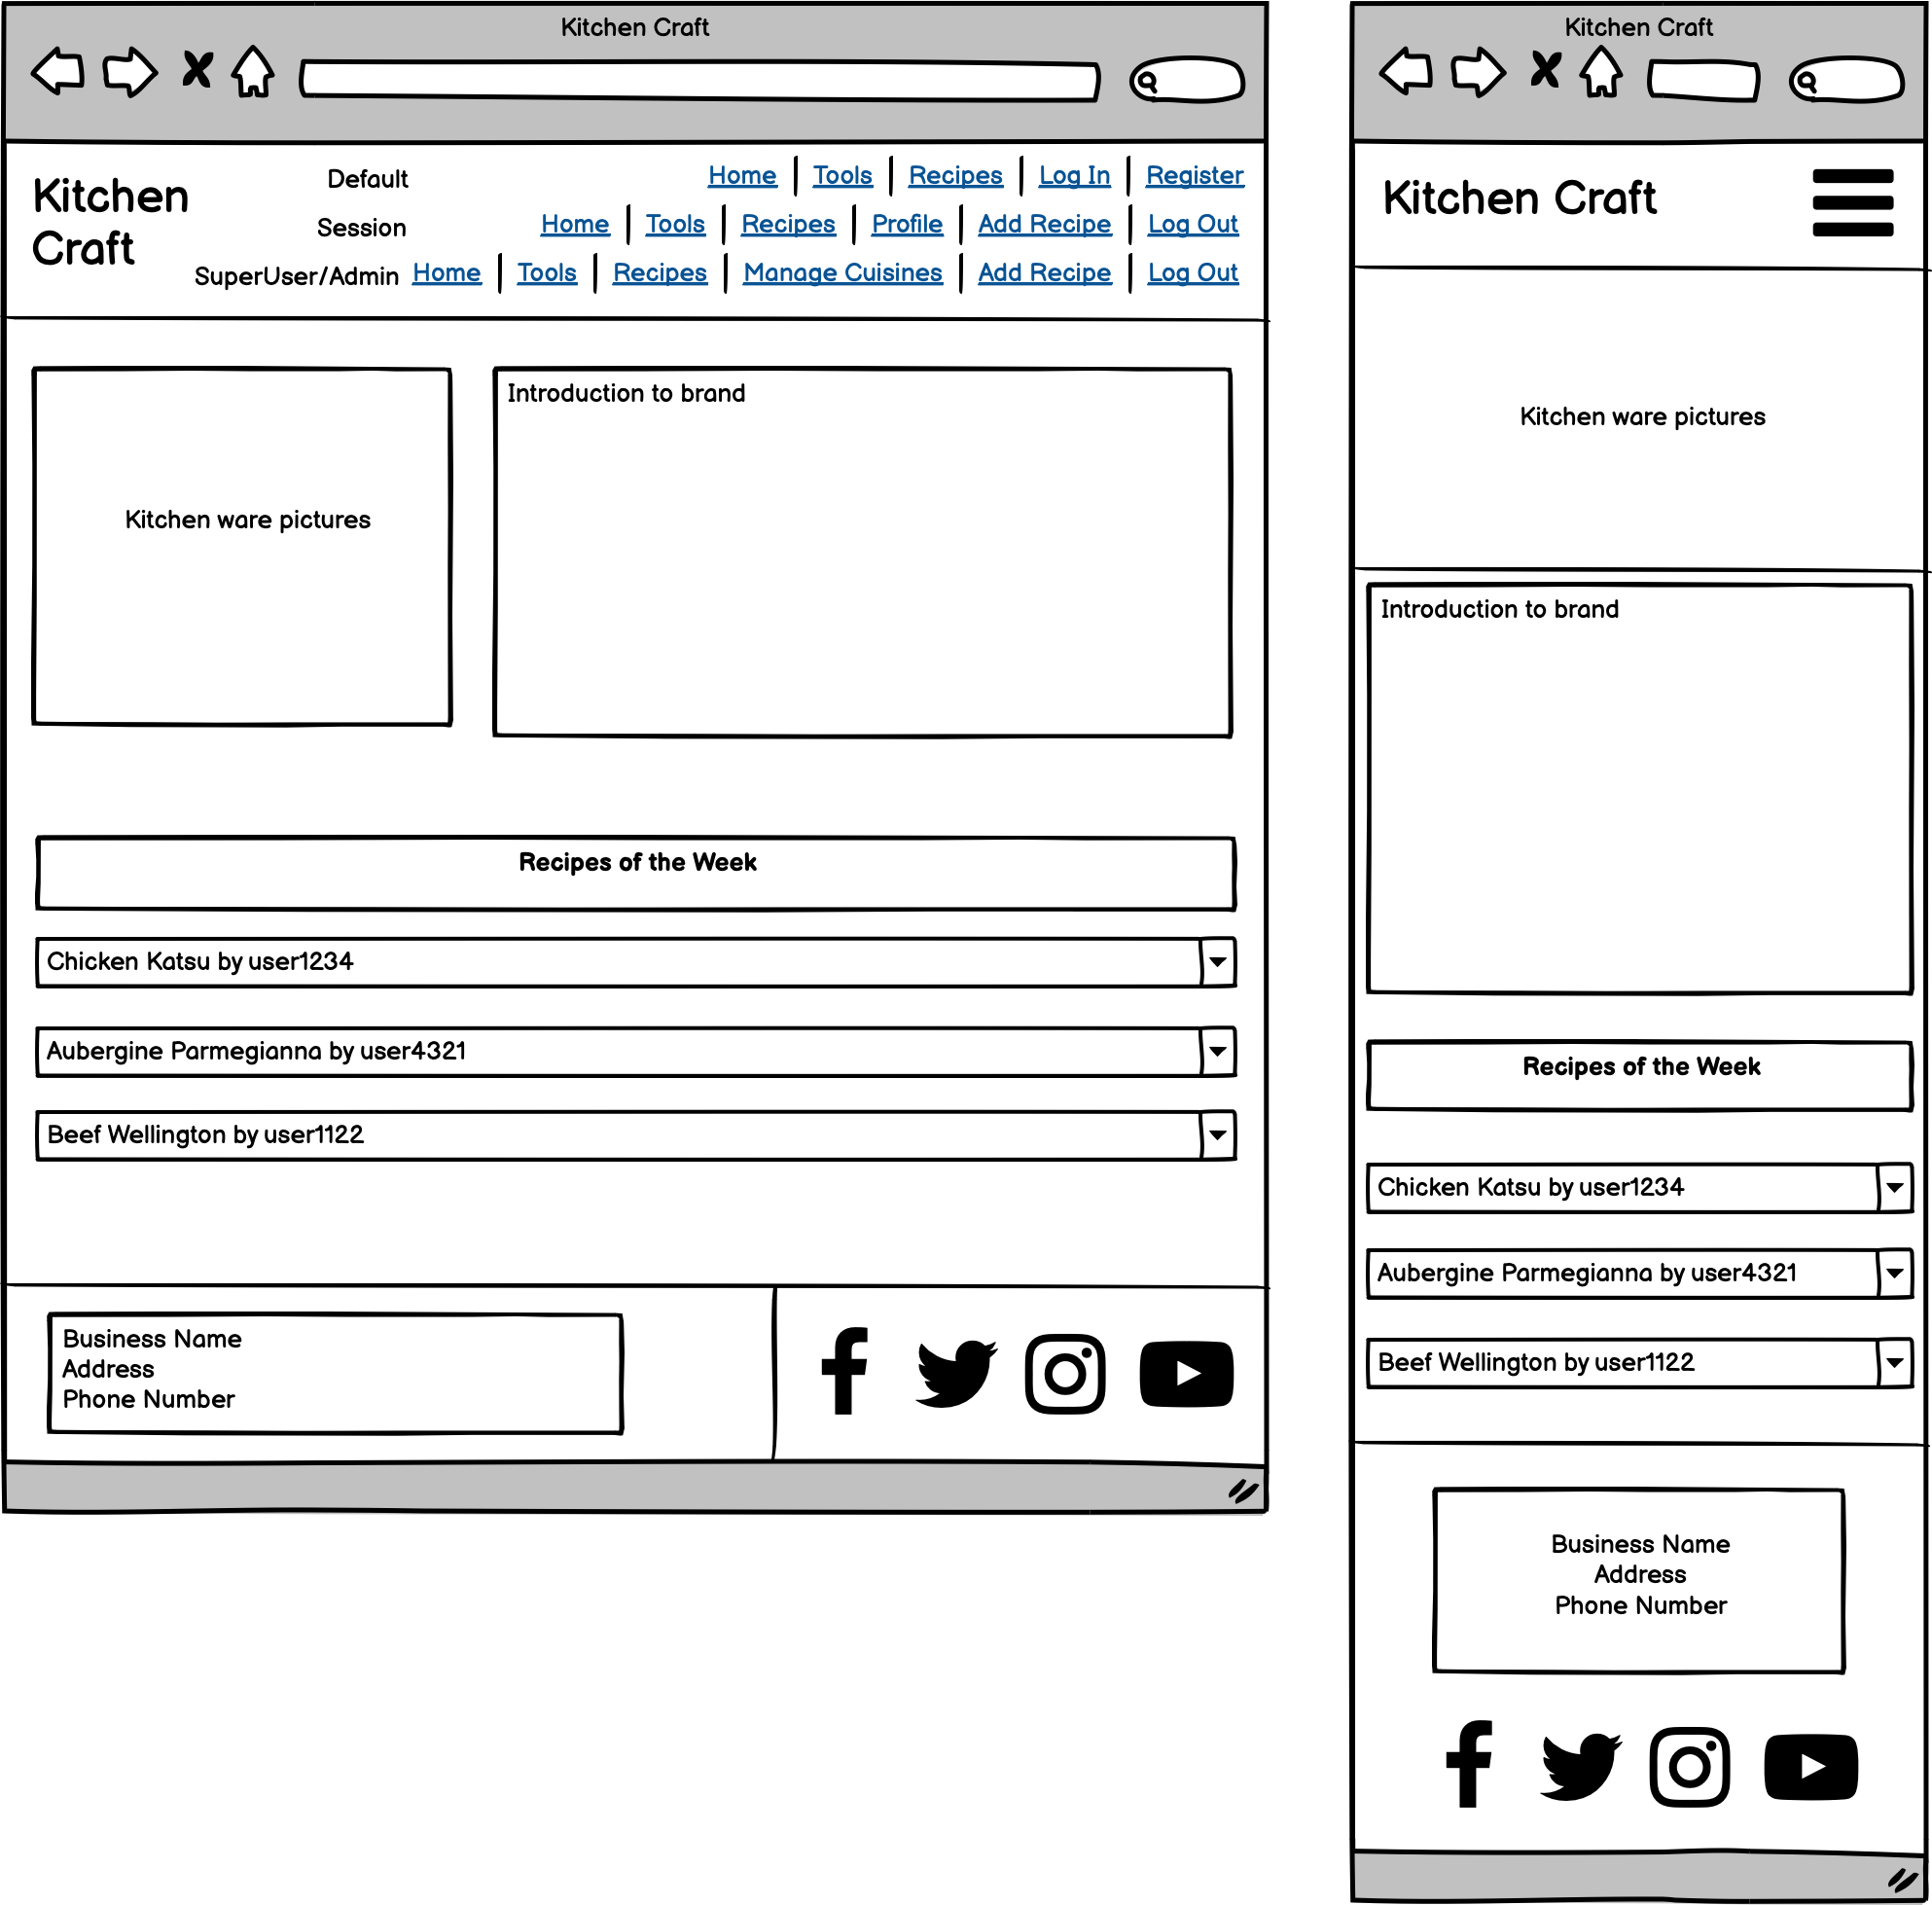 Kitchen Craft
Kitchen
Craft
Default
Home Tools Recipes Log In Register
Session
Home Tools Recipes Profile Add Recipe Log Out
SuperUser/Admin
Home Tools Recipes Manage Cuisines Add Recipe Log Out
Kitchen ware pictures
Introduction to brand
Recipes of the Week
Chicken Katsu by user1234
Aubergine Parmegianna by user4321
Beef Wellington by user1122
Business Name
Address
Phone Number
Kitchen Craft
Kitchen Craft
Kitchen ware pictures
Introduction to brand
Recipes of the Week
Chicken Katsu by user1234
Aubergine Parmegianna by user4321
Beef Wellington by user1122
Business Name
Address
Phone Number